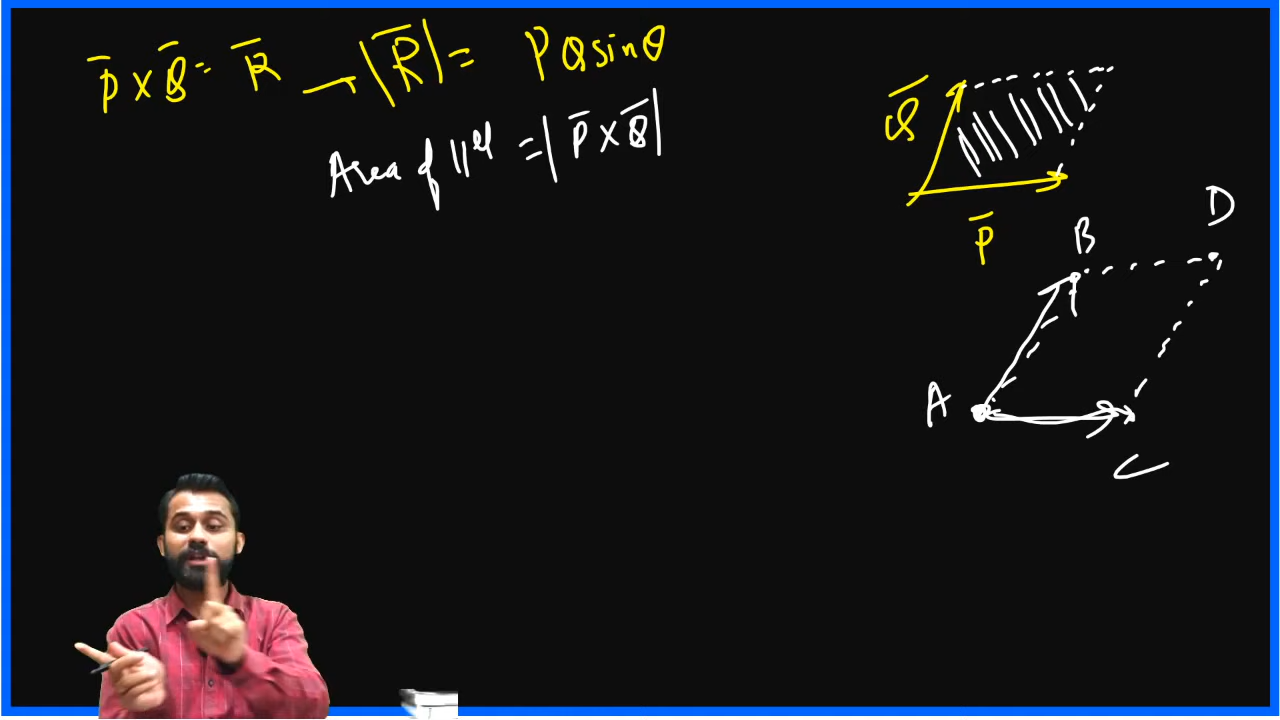 P̅ × Q̅ = R̅ → |R̅| = PQ sinθ
Area of ||ᵍᵐ = |P̅ × Q̅|
Q̅
P̅
B
D
A
C